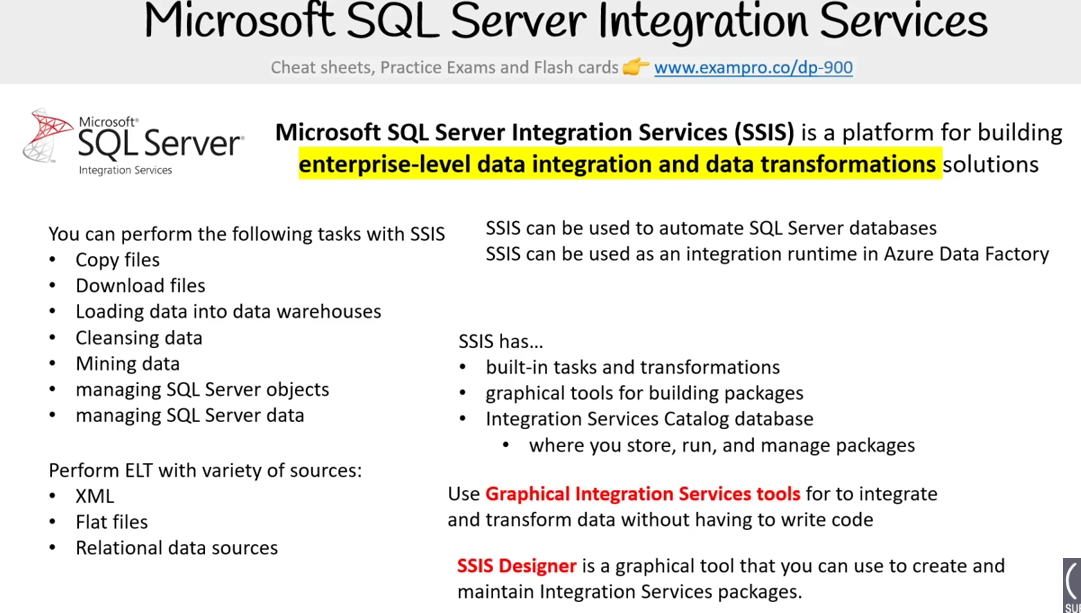 Microsoft SQL Server Integration Services
Cheat sheets, Practice Exams and Flash cards 👉 www.exampro.co/dp-900
Microsoft®
SQL Server®
Integration Services
Microsoft SQL Server Integration Services (SSIS) is a platform for building
enterprise-level data integration and data transformations solutions
You can perform the following tasks with SSIS
• Copy files
• Download files
• Loading data into data warehouses
• Cleansing data
• Mining data
• managing SQL Server objects
• managing SQL Server data
Perform ELT with variety of sources:
• XML
• Flat files
• Relational data sources
SSIS can be used to automate SQL Server databases
SSIS can be used as an integration runtime in Azure Data Factory
SSIS has...
• built-in tasks and transformations
• graphical tools for building packages
• Integration Services Catalog database
• where you store, run, and manage packages
Use Graphical Integration Services tools for to integrate
and transform data without having to write code
SSIS Designer is a graphical tool that you can use to create and
maintain Integration Services packages.